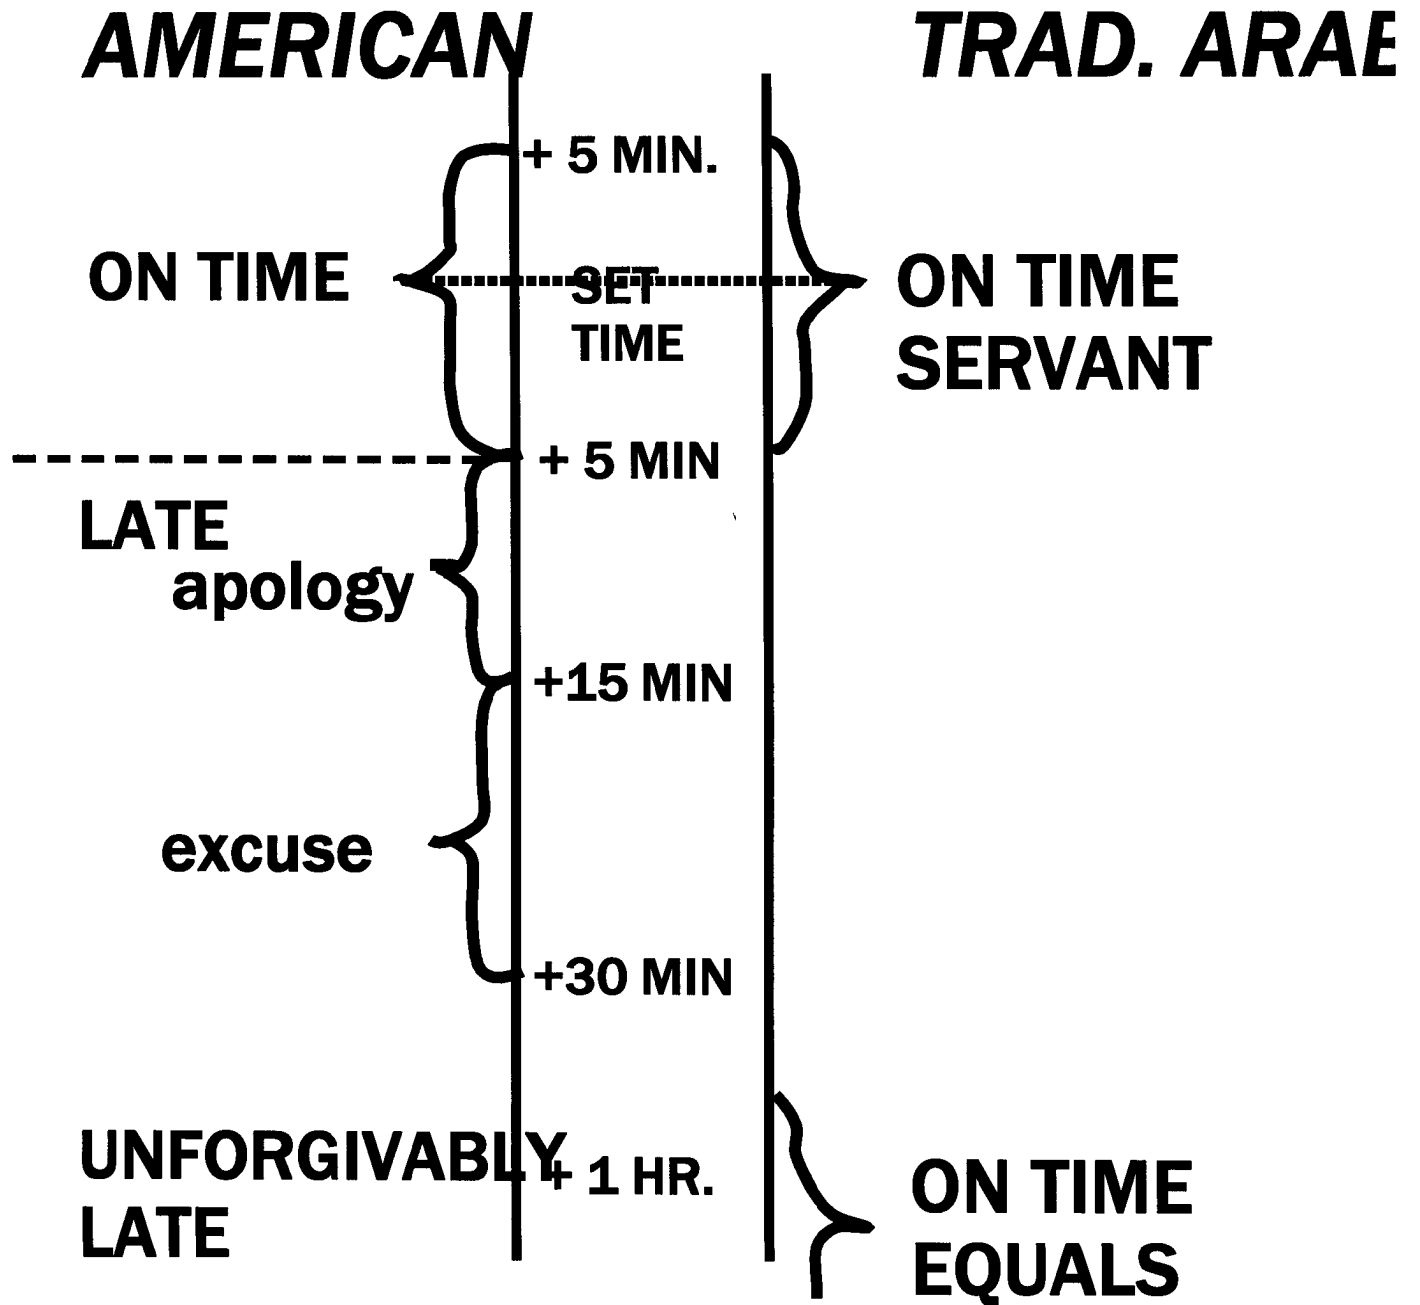 AMERICAN
TRAD. ARAB
+ 5 MIN.
ON TIME
SET
TIME
ON TIME
SERVANT
+ 5 MIN
LATE
apology
+15 MIN
excuse
+30 MIN
UNFORGIVABLY
LATE
+ 1 HR.
ON TIME
EQUALS